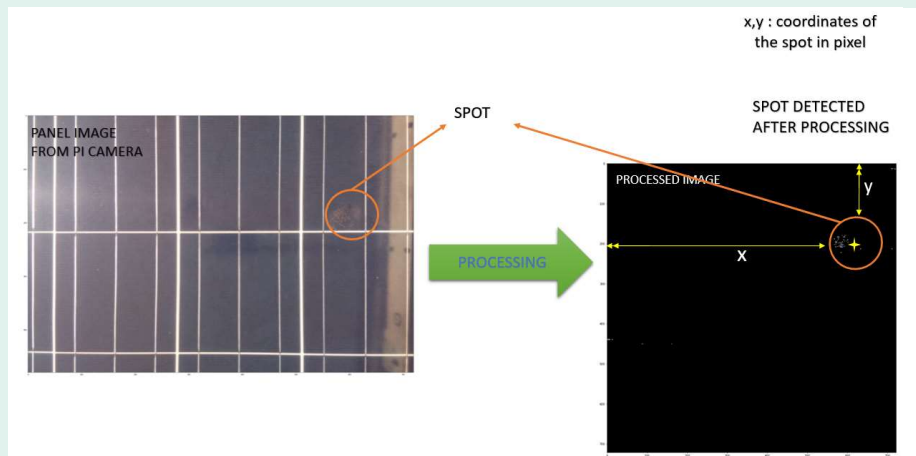 x,y : coordinates of
the spot in pixel
SPOT
SPOT DETECTED
AFTER PROCESSING
PANEL IMAGE
FROM PI CAMERA
PROCESSED IMAGE
y
x
PROCESSING